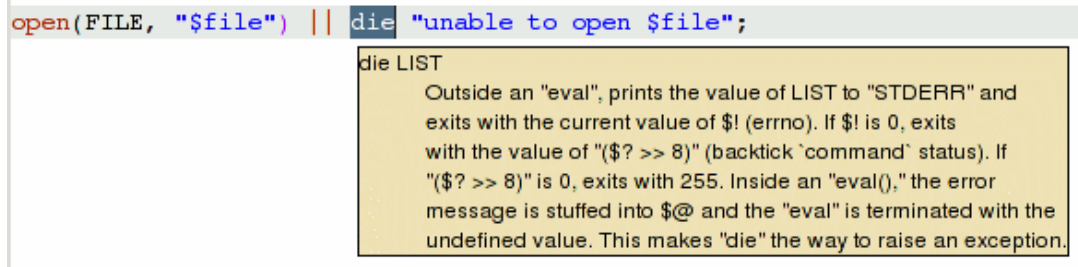 open(FILE, "$file") || die "unable to open $file";
die LIST
Outside an "eval", prints the value of LIST to "STDERR" and
exits with the current value of $! (errno). If $! is 0, exits
with the value of "($? >> 8)" (backtick `command` status). If
"($? >> 8)" is 0, exits with 255. Inside an "eval()," the error
message is stuffed into $@ and the "eval" is terminated with the
undefined value. This makes "die" the way to raise an exception.